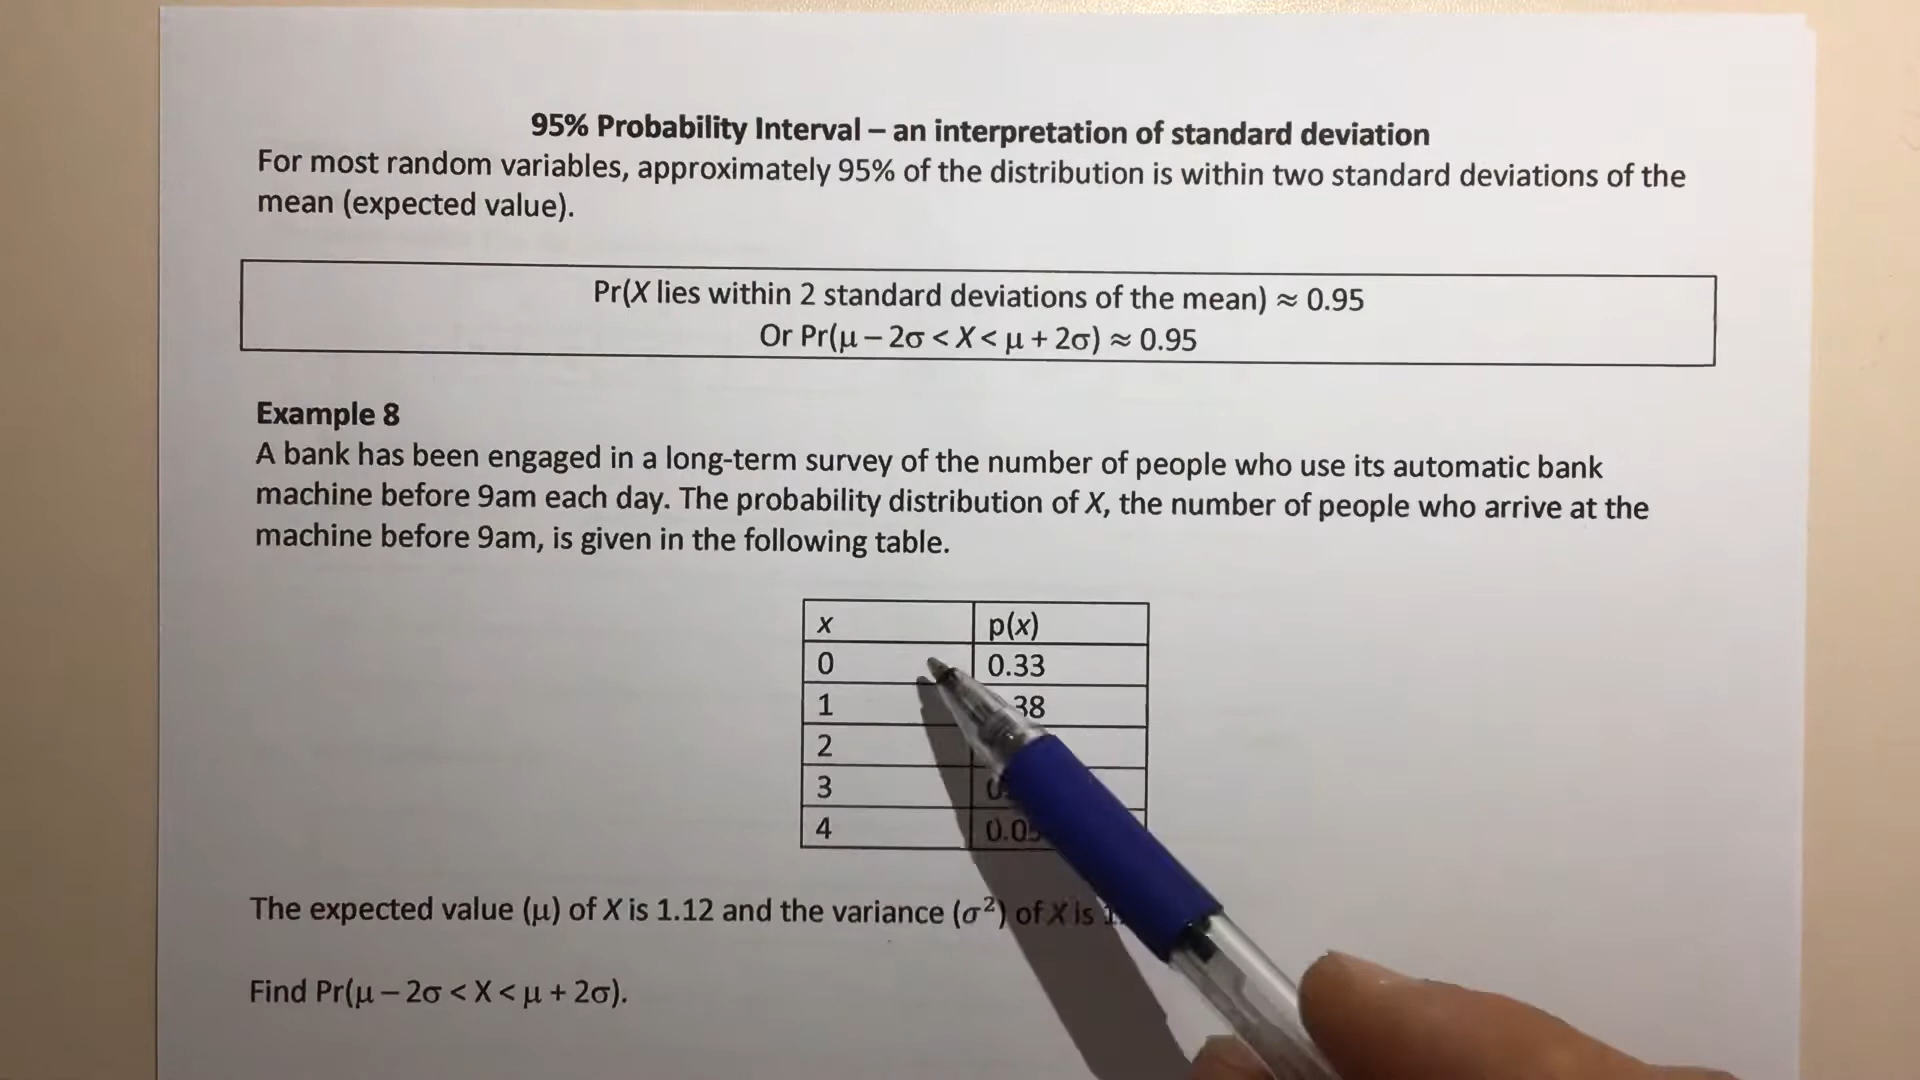 95% Probability Interval – an interpretation of standard deviation
For most random variables, approximately 95% of the distribution is within two standard deviations of the
mean (expected value).
Pr(X lies within 2 standard deviations of the mean) ≈ 0.95
Or Pr(μ – 2σ < X < μ + 2σ) ≈ 0.95
Example 8
A bank has been engaged in a long-term survey of the number of people who use its automatic bank
machine before 9am each day. The probability distribution of X, the number of people who arrive at the
machine before 9am, is given in the following table.
x p(x)
0 0.33
1 38
2
3
4
The expected value (μ) of X is 1.12 and the variance (σ²) of X is
Find Pr(μ – 2σ < X < μ + 2σ).